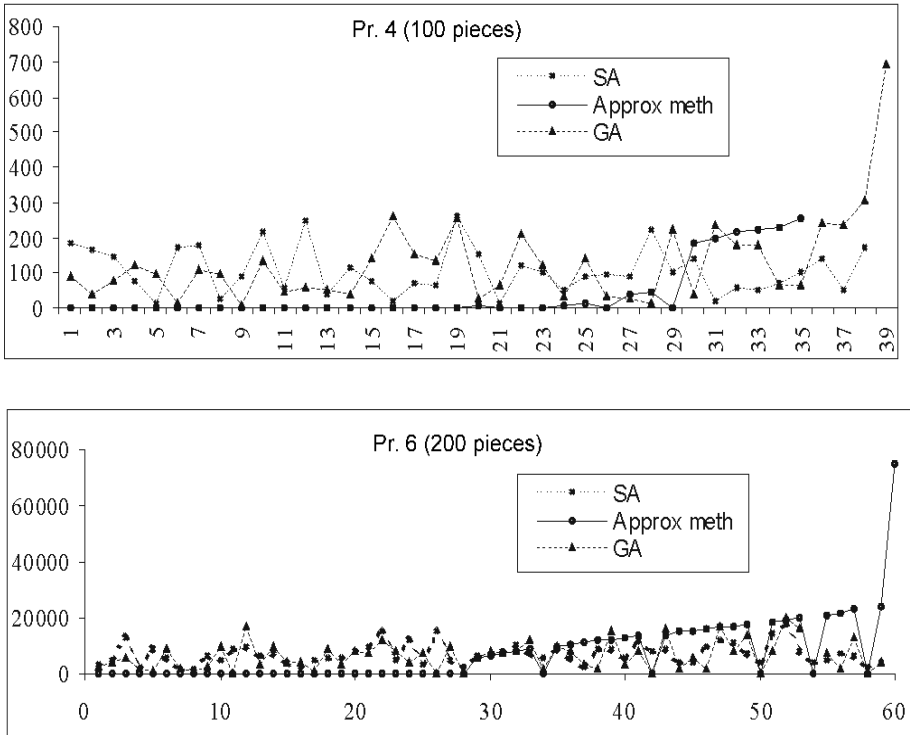 Pr. 4 (100 pieces)
800
700
600
500
400
300
200
100
0
SA
Approx meth
GA
1 3 5 7 9 11 13 15 17 19 21 23 25 27 29 31 33 35 37 39
Pr. 6 (200 pieces)
80000
60000
40000
20000
0
SA
Approx meth
GA
0 10 20 30 40 50 60